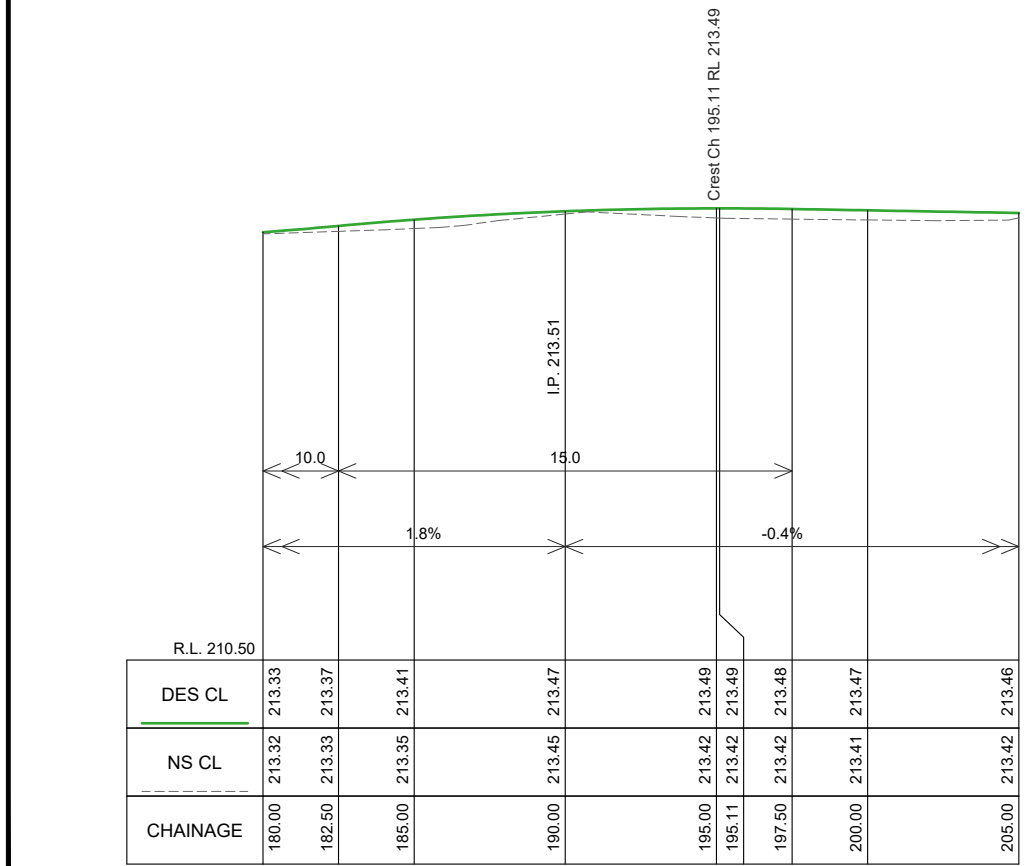 Crest Ch 195.11 RL 213.49
I.P. 213.51
10.0 15.0
1.8% -0.4%
R.L. 210.50
DES CL 213.33 213.37 213.41 213.47 213.49 213.49 213.48 213.47 213.46
NS CL 213.32 213.33 213.35 213.45 213.42 213.42 213.42 213.41 213.42
CHAINAGE 180.00 182.50 185.00 190.00 195.00 195.11 197.50 200.00 205.00